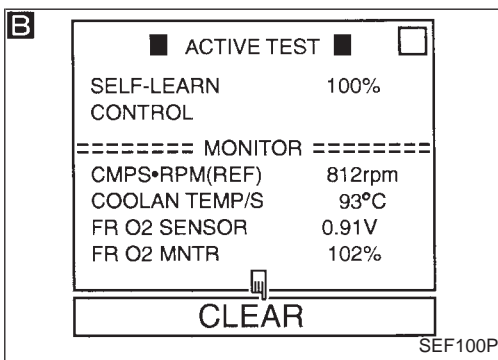 B
■ ACTIVE TEST ■
SELF-LEARN 100%
CONTROL
======== MONITOR ========
CMPS•RPM(REF) 812rpm
COOLAN TEMP/S 93°C
FR O2 SENSOR 0.91V
FR O2 MNTR 102%
CLEAR
SEF100P